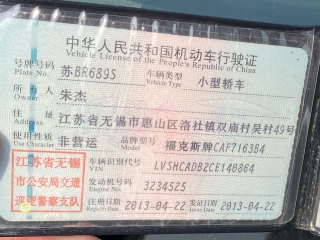 中华人民共和国机动车行驶证
Vehicle License of the People's Republic of China
号牌号码 苏BR689S 车辆类型 小型轿车
Plate No. Vehicle Type
所有人 朱杰
Owner
住址 江苏省无锡市惠山区洛社镇双庙村吴村49号
Address
使用性质 非营运 品牌型号 福克斯牌CAF7163B4
Use Character Model
江苏省无锡
市公安局交通
巡逻警察支队
车辆识别代号 LVSHCADB2CE140864
VIN
发动机号码 3234525
Engine No.
注册日期 2013-04-22 发证日期 2013-04-22
Register Date Issue Date